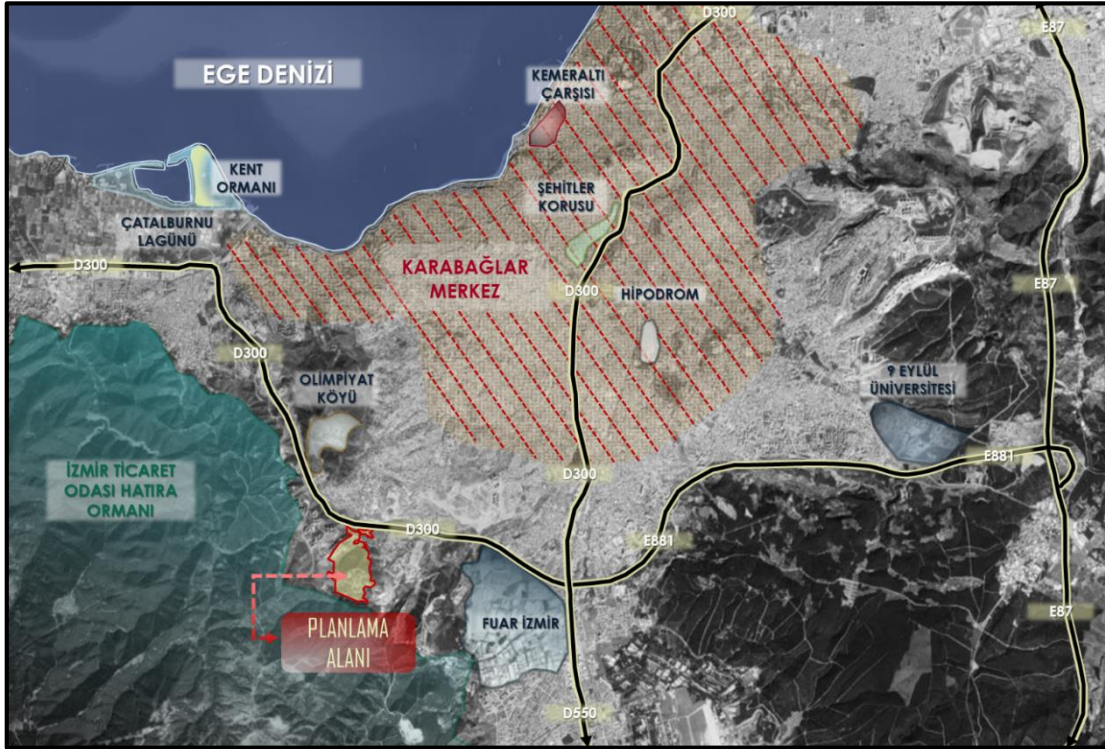 D300
E87
EGE DENİZİ
KEMERALTI
ÇARŞISI
KENT
ORMANI
ŞEHİTLER
KORUSU
ÇATALBURNU
LAGÜNÜ
D300
KARABAĞLAR
MERKEZ
D300
HİPODROM
E87
D300
OLİMPİYAT
KÖYÜ
9 EYLÜL
ÜNİVERSİTESİ
İZMİR TİCARET
ODASI HATIRA
ORMANI
D300
E881
D300
E881
PLANLAMA
ALANI
FUAR İZMİR
E87
D550